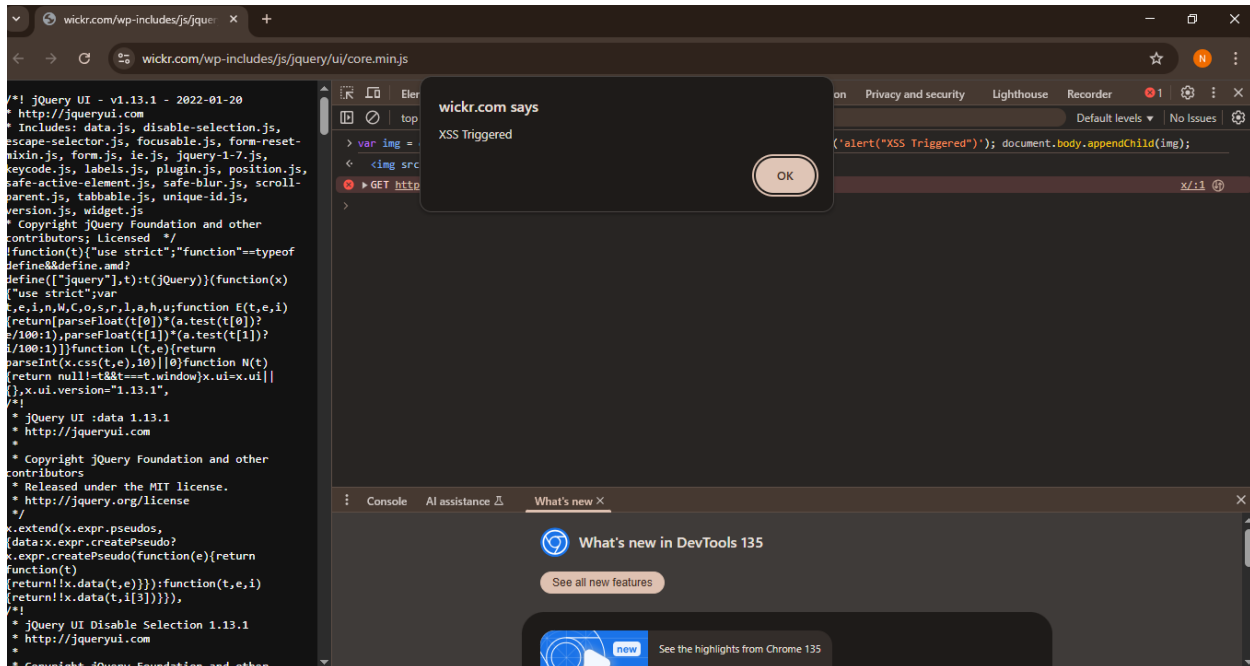 wickr.com/wp-includes/js/jquer
wickr.com/wp-includes/js/jquery/ui/core.min.js
N
/*! jQuery UI - v1.13.1 - 2022-01-20
* http://jqueryui.com
* Includes: data.js, disable-selection.js,
escape-selector.js, focusable.js, form-reset-
mixin.js, form.js, ie.js, jquery-1-7.js,
keycode.js, labels.js, plugin.js, position.js,
safe-active-element.js, safe-blur.js, scroll-
parent.js, tabbable.js, unique-id.js,
version.js, widget.js
* Copyright jQuery Foundation and other
contributors; Licensed */
!function(t){"use strict";"function"==typeof
define&&define.amd?
define(["jquery"],t):t(jQuery)}(function(x)
{"use strict";var
t,e,i,n,W,C,o,s,r,l,a,h,u;function E(t,e,i)
{return[parseFloat(t[0])*(a.test(t[0])?
e/100:1),parseFloat(t[1])*(a.test(t[1])?
i/100:1)]}function L(t,e){return
parseInt(x.css(t,e),10)||0}function N(t)
{return null!=t&&t===t.window}x.ui=x.ui||
{},x.ui.version="1.13.1",
/*!
* jQuery UI :data 1.13.1
* http://jqueryui.com
*
* Copyright jQuery Foundation and other
contributors
* Released under the MIT license.
* http://jquery.org/license
*/
x.extend(x.expr.pseudos,
{data:x.expr.createPseudo?
x.expr.createPseudo(function(e){return
function(t)
{return!!x.data(t,e)}}):function(t,e,i)
{return!!x.data(t,i[3])}}),
/*!
* jQuery UI Disable Selection 1.13.1
* http://jqueryui.com
*
* Copyright jQuery Foundation and other
wickr.com says
XSS Triggered
OK
Eler
on Privacy and security Lighthouse Recorder 1
top
Default levels No Issues
var img = ('alert("XSS Triggered")'); document.body.appendChild(img);
<img src
GET http x/:1
Console AI assistance What's new
What's new in DevTools 135
See all new features
new
See the highlights from Chrome 135